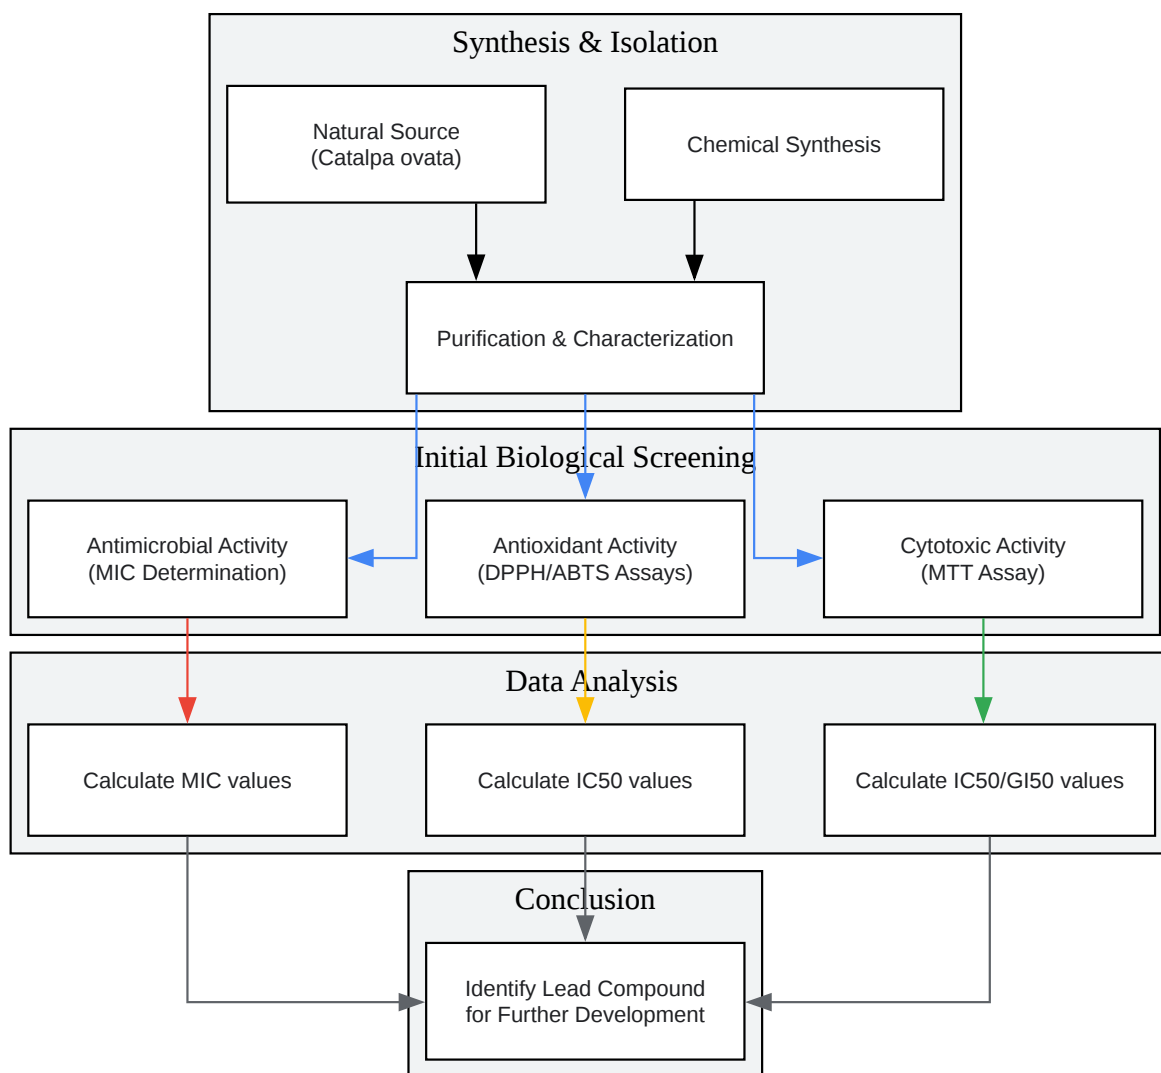 Synthesis & Isolation
Natural Source
(Catalpa ovata)
Chemical Synthesis
Purification & Characterization
Initial Biological Screening
Antimicrobial Activity
(MIC Determination)
Antioxidant Activity
(DPPH/ABTS Assays)
Cytotoxic Activity
(MTT Assay)
Data Analysis
Calculate MIC values
Calculate IC50 values
Calculate IC50/GI50 values
Conclusion
Identify Lead Compound
for Further Development